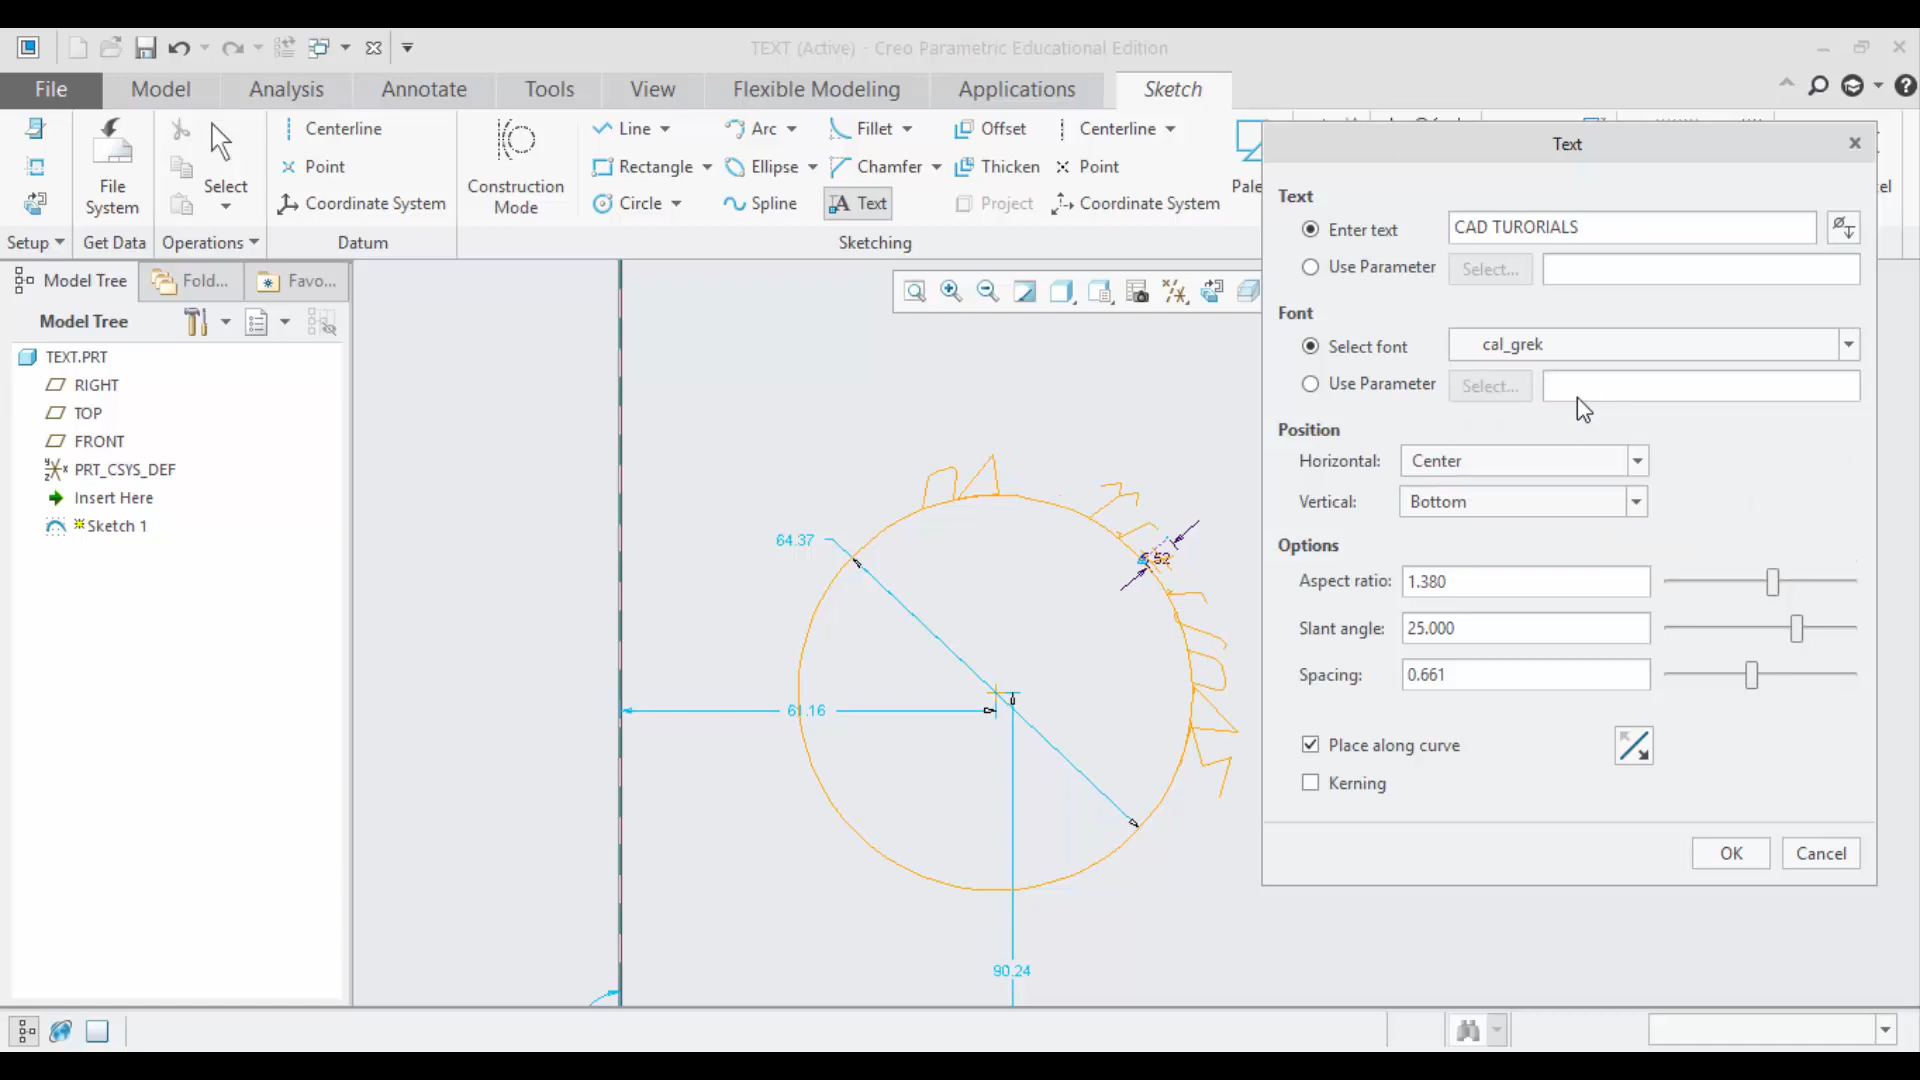 TEXT (Active) - Creo Parametric Educational Edition
File Model Analysis Annotate Tools View Flexible Modeling Applications Sketch
Centerline Line Arc Fillet Offset Centerline
Point Rectangle Ellipse Chamfer Thicken Point
File System Select Construction Mode
Coordinate System Circle Spline Text Project Coordinate System
Setup Get Data Operations Datum Sketching
Model Tree Fold... Favo...
Model Tree
TEXT.PRT
RIGHT
TOP
FRONT
PRT_CSYS_DEF
Insert Here
Sketch 1
64.37
61.16
90.24
Text
Text
Enter text CAD TURORIALS
Use Parameter Select...
Font
Select font cal_grek
Use Parameter Select...
Position
Horizontal: Center
Vertical: Bottom
Options
Aspect ratio: 1.380
Slant angle: 25.000
Spacing: 0.661
Place along curve
Kerning
OK Cancel